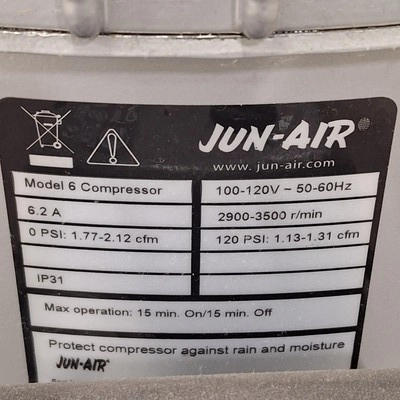 JUN-AIR®
www.jun-air.com
Model 6 Compressor 100-120V ~ 50-60Hz
6.2 A 2900-3500 r/min
0 PSI: 1.77-2.12 cfm 120 PSI: 1.13-1.31 cfm
IP31
Max operation: 15 min. On/15 min. Off
Protect compressor against rain and moisture
JUN-AIR®